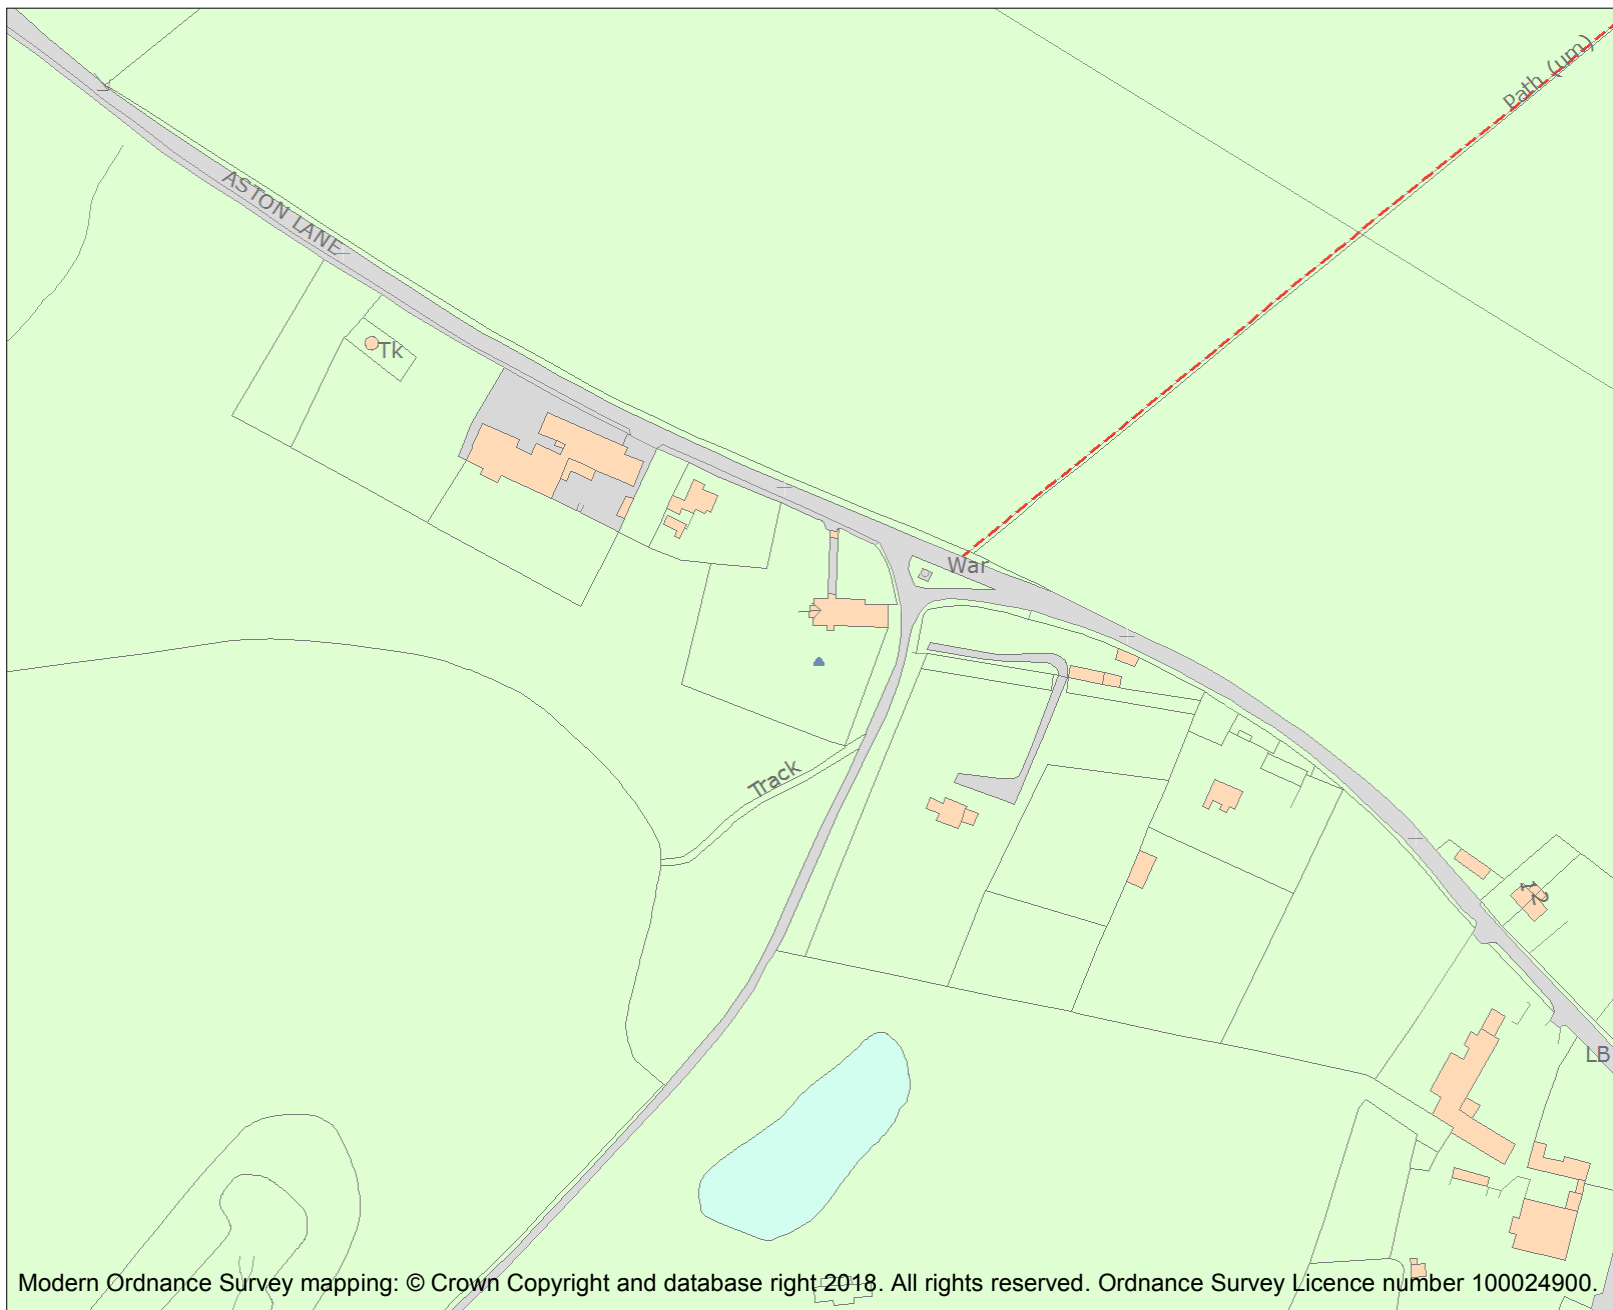 Path (um)
ASTON LANE
Tk
War
Track
12
LB
Modern Ordnance Survey mapping: © Crown Copyright and database right 2018. All rights reserved. Ordnance Survey Licence number 100024900.